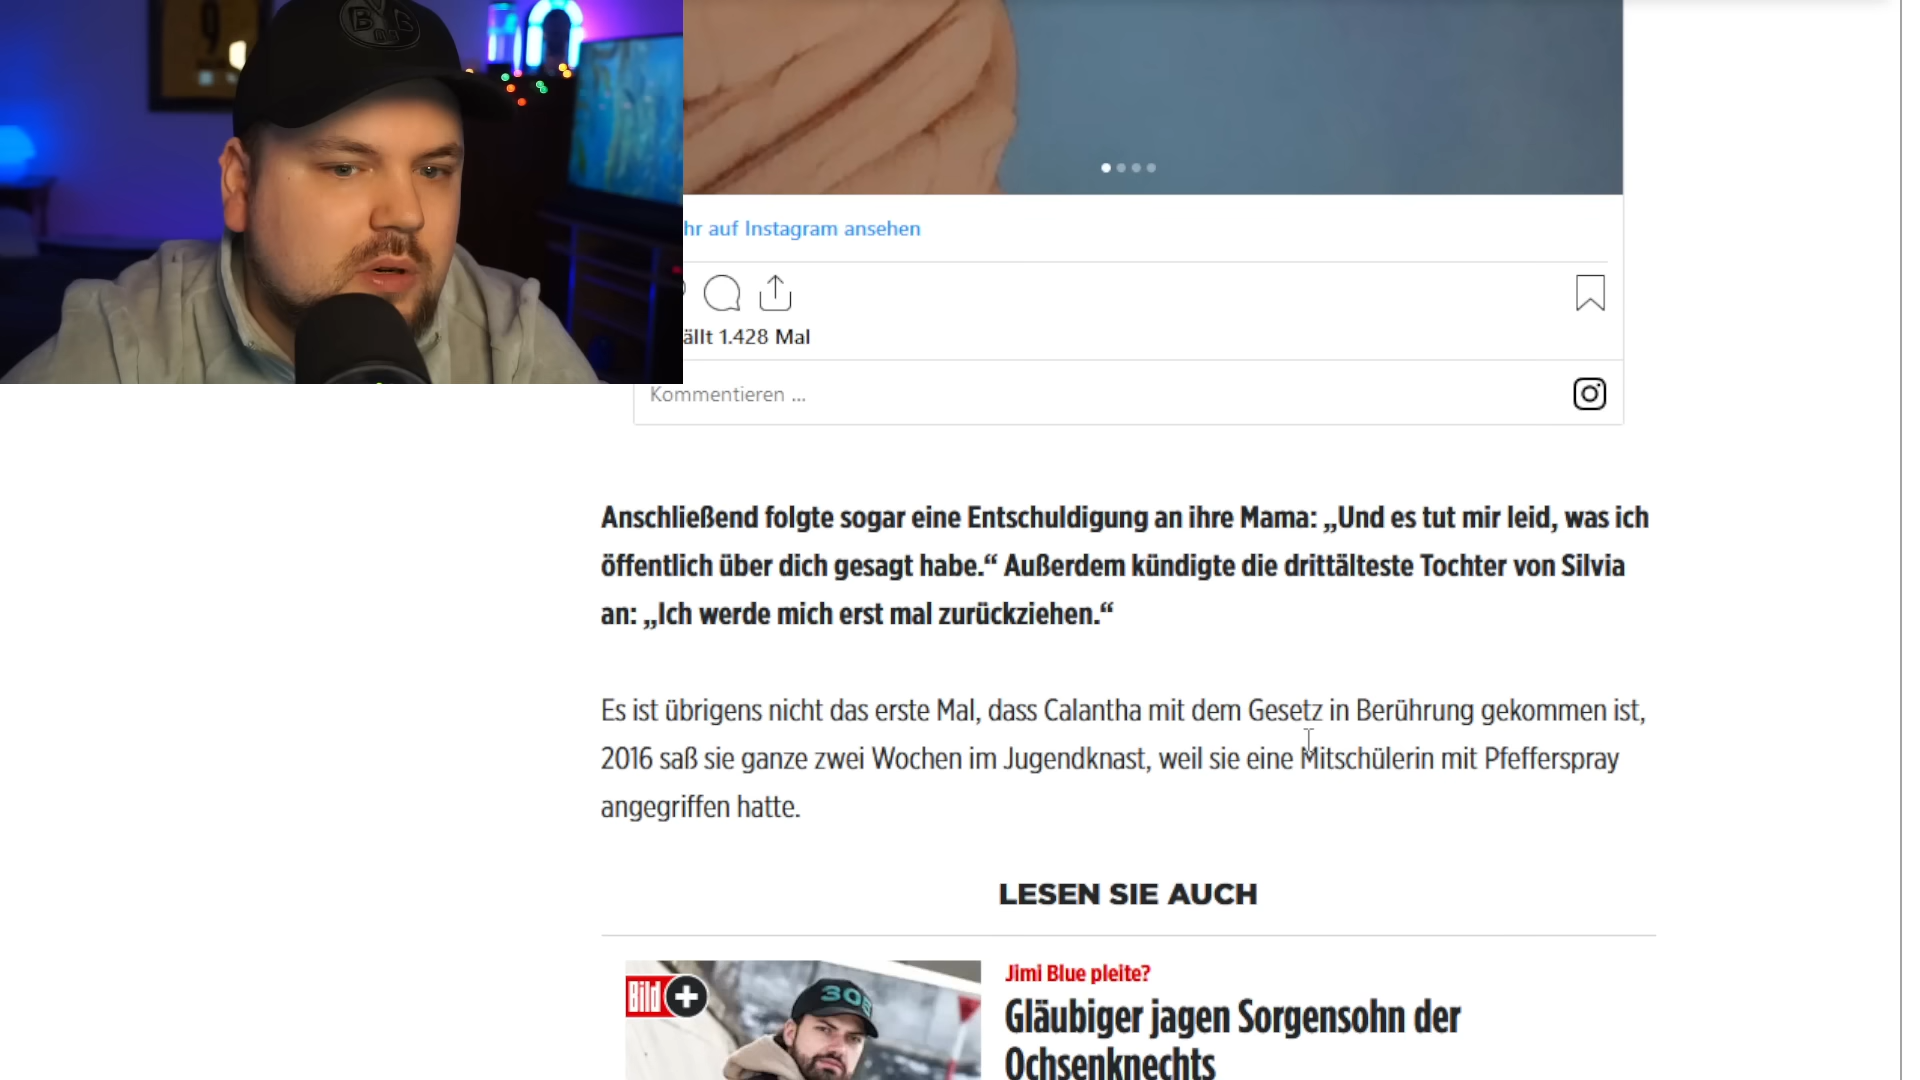 9
BVB
09
hr auf Instagram ansehen
ällt 1.428 Mal
Kommentieren ...
Anschließend folgte sogar eine Entschuldigung an ihre Mama: „Und es tut mir leid, was ich
öffentlich über dich gesagt habe.“ Außerdem kündigte die drittälteste Tochter von Silvia
an: „Ich werde mich erst mal zurückziehen.“
Es ist übrigens nicht das erste Mal, dass Calantha mit dem Gesetz in Berührung gekommen ist,
2016 saß sie ganze zwei Wochen im Jugendknast, weil sie eine Mitschülerin mit Pfefferspray
angegriffen hatte.
LESEN SIE AUCH
Bild +
305
Jimi Blue pleite?
Gläubiger jagen Sorgensohn der
Ochsenknechts